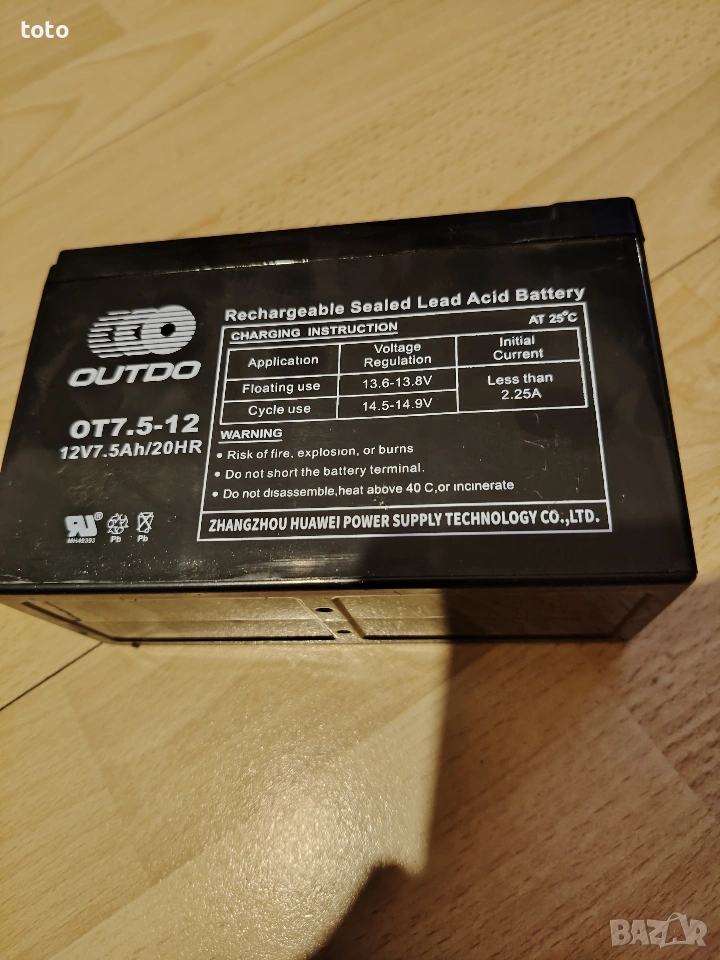 toto
OUTDO
OT7.5-12
12V7.5Ah/20HR
MH49393 Pb Pb
Rechargeable Sealed Lead Acid Battery
CHARGING INSTRUCTION AT 25°C
Application Voltage Regulation Initial Current
Floating use 13.6-13.8V Less than 2.25A
Cycle use 14.5-14.9V
WARNING
• Risk of fire, explosion, or burns
• Do not short the battery terminal.
• Do not disassemble,heat above 40 C,or incinerate
ZHANGZHOU HUAWEI POWER SUPPLY TECHNOLOGY CO.,LTD.
BAZAR